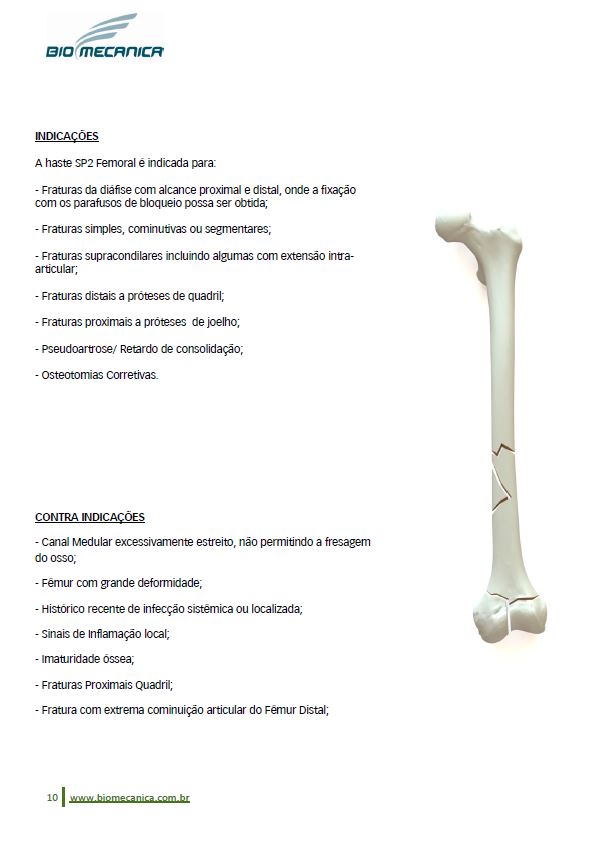 BIOMECANICA
INDICAÇÕES
A haste SP2 Femoral é indicada para:
- Fraturas da diáfise com alcance proximal e distal, onde a fixação
com os parafusos de bloqueio possa ser obtida;
- Fraturas simples, cominutivas ou segmentares;
- Fraturas supracondilares incluindo algumas com extensão intra-
articular;
- Fraturas distais a próteses de quadril;
- Fraturas proximais a próteses de joelho;
- Pseudoartrose/ Retardo de consolidação;
- Osteotomias Corretivas.
CONTRA INDICAÇÕES
- Canal Medular excessivamente estreito, não permitindo a fresagem
do osso;
- Fêmur com grande deformidade;
- Histórico recente de infecção sistêmica ou localizada;
- Sinais de Inflamação local;
- Imaturidade óssea;
- Fraturas Proximais Quadril;
- Fratura com extrema cominuição articular do Fêmur Distal;
10 www.biomecanica.com.br